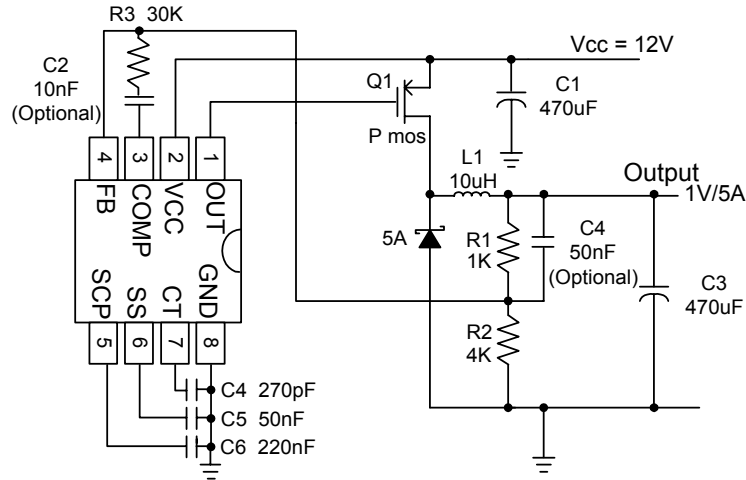 R3 30K
Vcc = 12V
C2
10nF
(Optional)
Q1
P mos
C1
470uF
4
3
2
1
FB
COMP
VCC
OUT
L1
10uH
Output
1V/5A
5A
R1
1K
C4
50nF
(Optional)
C3
470uF
SCP
SS
CT
GND
5
6
7
8
R2
4K
C4 270pF
C5 50nF
C6 220nF